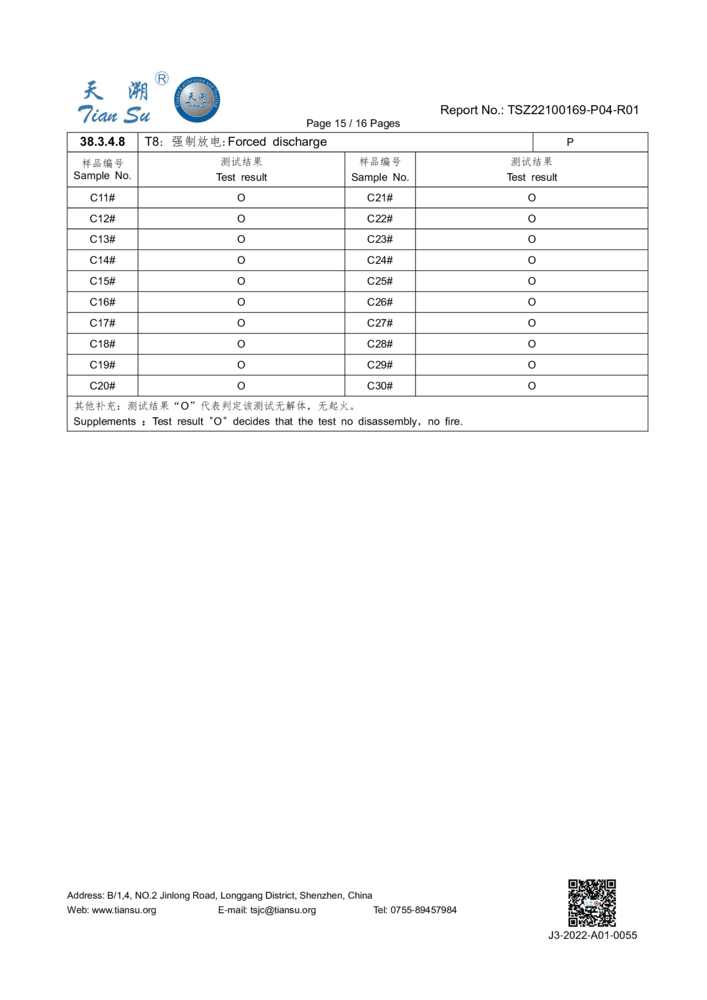 天 溯 ®
Tian Su
天溯
TianSu
Report No.: TSZ22100169-P04-R01
Page 15 / 16 Pages
38.3.4.8 T8: 强制放电: Forced discharge P
样品编号 测试结果 样品编号 测试结果
Sample No. Test result Sample No. Test result
C11# O C21# O
C12# O C22# O
C13# O C23# O
C14# O C24# O
C15# O C25# O
C16# O C26# O
C17# O C27# O
C18# O C28# O
C19# O C29# O
C20# O C30# O
其他补充：测试结果“O”代表判定该测试无解体，无起火。
Supplements ：Test result "O" decides that the test no disassembly，no fire.
Address: B/1,4, NO.2 Jinlong Road, Longgang District, Shenzhen, China
Web: www.tiansu.org E-mail: tsjc@tiansu.org Tel: 0755-89457984
J3-2022-A01-0055